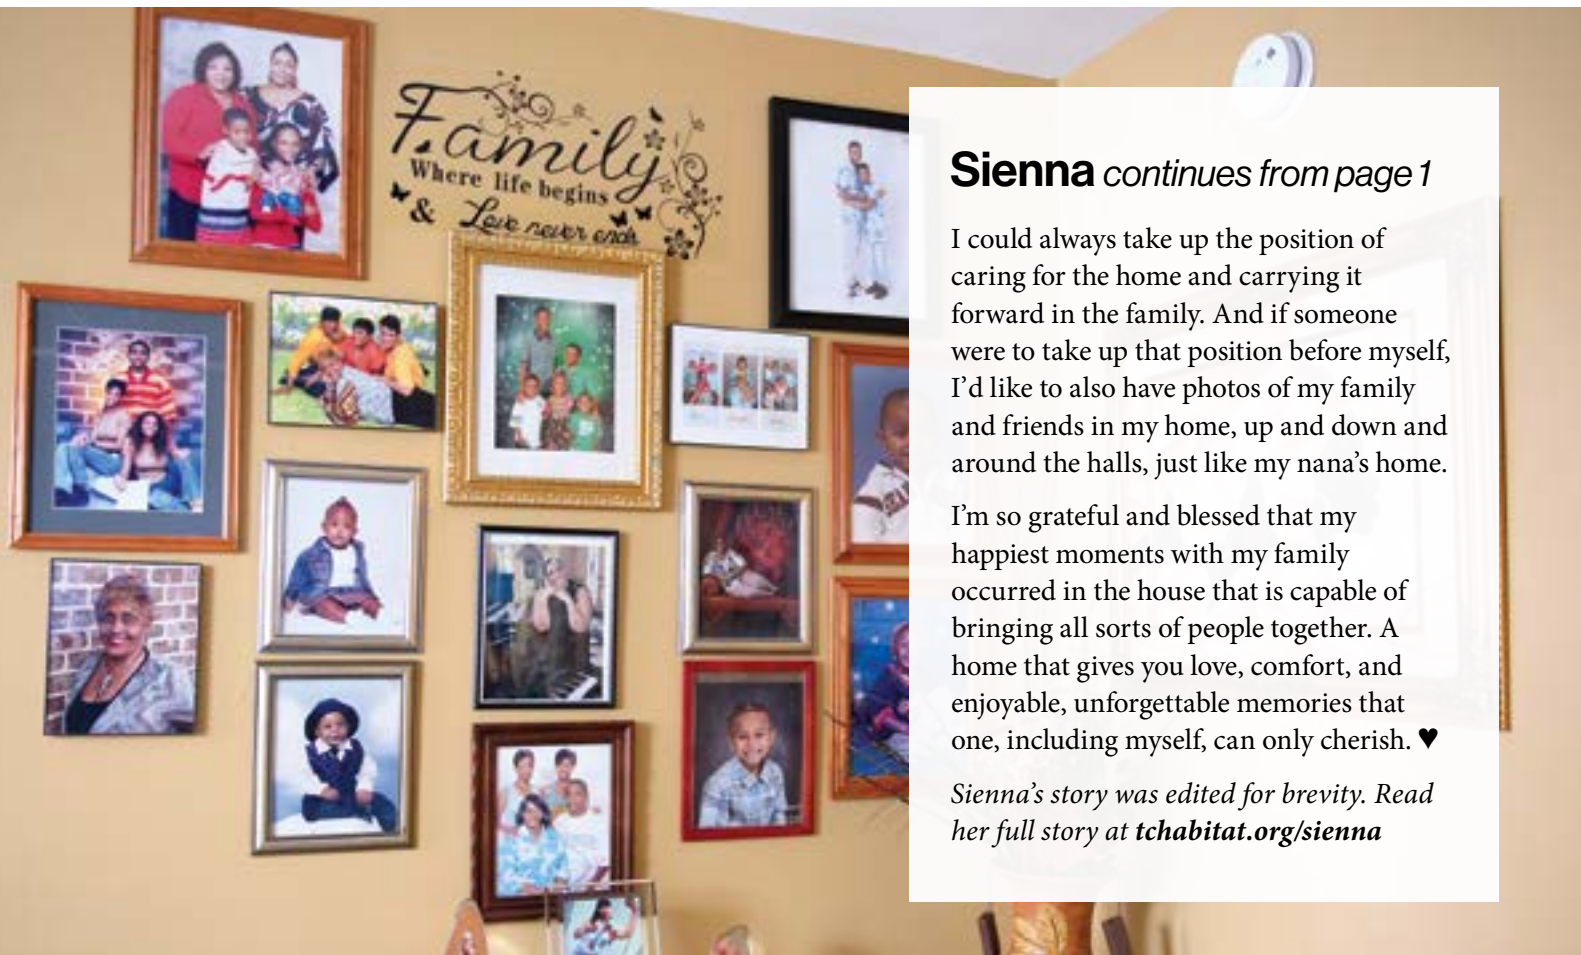 Family
Where life begins
& Love never ends
Sienna continues from page 1
I could always take up the position of
caring for the home and carrying it
forward in the family. And if someone
were to take up that position before myself,
I’d like to also have photos of my family
and friends in my home, up and down and
around the halls, just like my nana’s home.
I’m so grateful and blessed that my
happiest moments with my family
occurred in the house that is capable of
bringing all sorts of people together. A
home that gives you love, comfort, and
enjoyable, unforgettable memories that
one, including myself, can only cherish. ♥
Sienna’s story was edited for brevity. Read
her full story at tchabitat.org/sienna